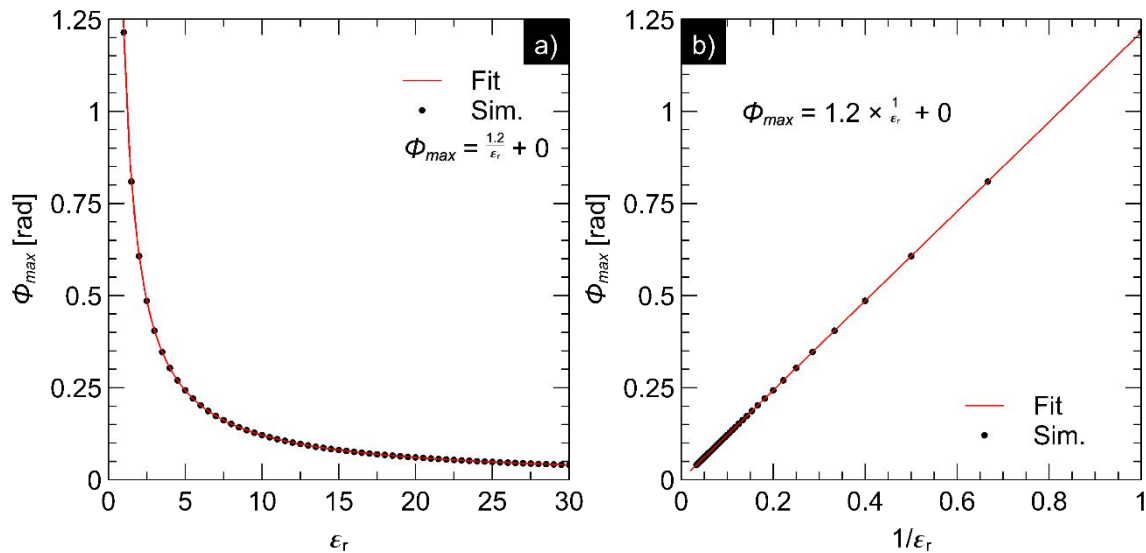 a)
1.25
1
0.75
0.5
0.25
0
Φmax [rad]
Fit
Sim.
Φmax = 1.2/εr + 0
0 5 10 15 20 25 30
εr
b)
1.25
1
0.75
0.5
0.25
0
Φmax [rad]
Φmax = 1.2 × 1/εr + 0
Fit
Sim.
0 0.2 0.4 0.6 0.8 1
1/εr